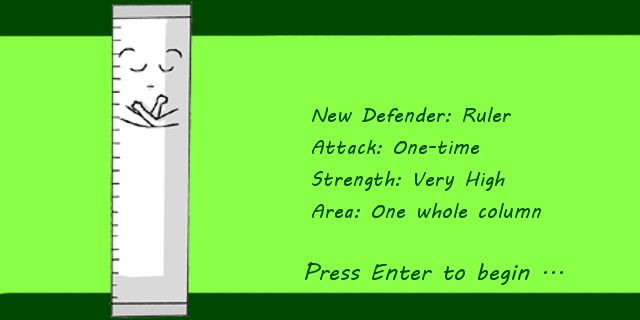 New Defender: Ruler
Attack: One-time
Strength: Very High
Area: One whole column
Press Enter to begin ...